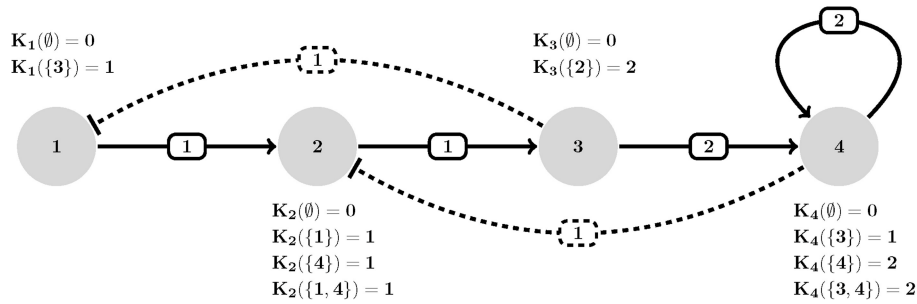 2
K₁(∅) = 0
K₁({3}) = 1
1
K₃(∅) = 0
K₃({2}) = 2
1
1
2
1
3
2
4
1
K₂(∅) = 0
K₂({1}) = 1
K₂({4}) = 1
K₂({1, 4}) = 1
K₄(∅) = 0
K₄({3}) = 1
K₄({4}) = 2
K₄({3, 4}) = 2